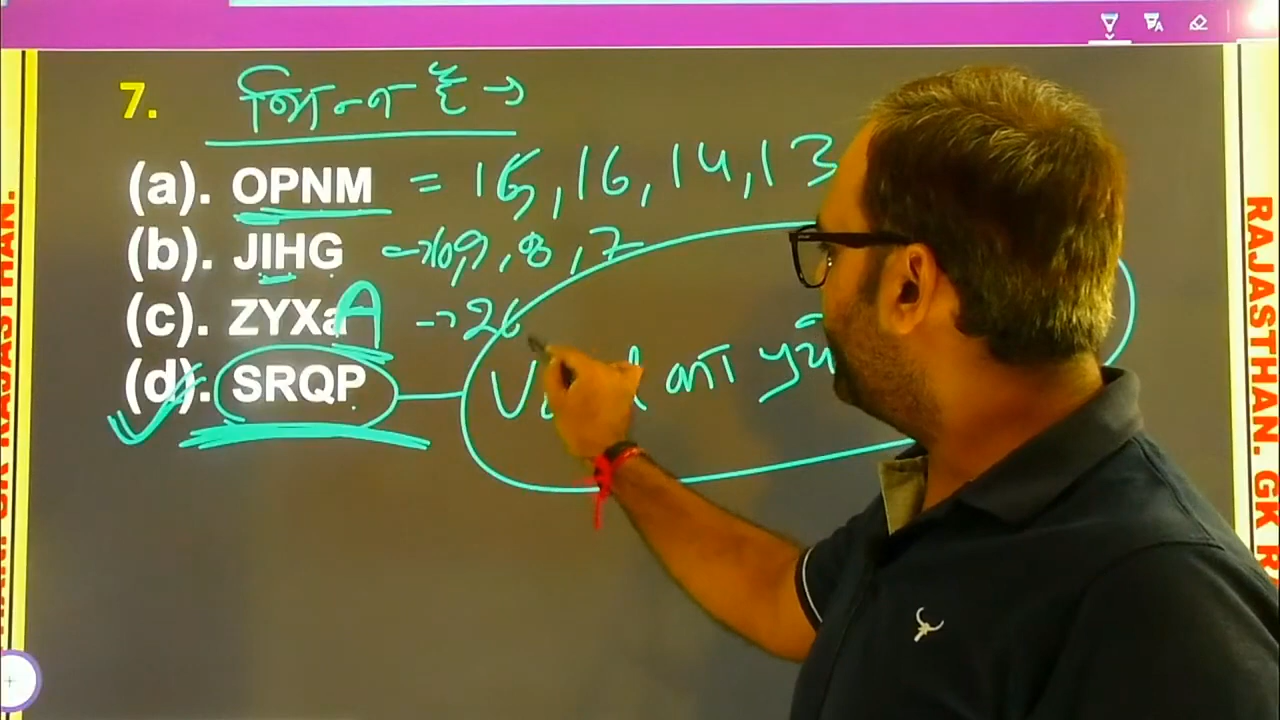 7. भिन्न है →
(a). OPNM = 15, 16, 14, 13
(b). JIHG → 10, 9, 8, 7
(c). ZYXa A → 26
(d). SRQP
का
RAJASTHAN.
RAJASTHAN. GK